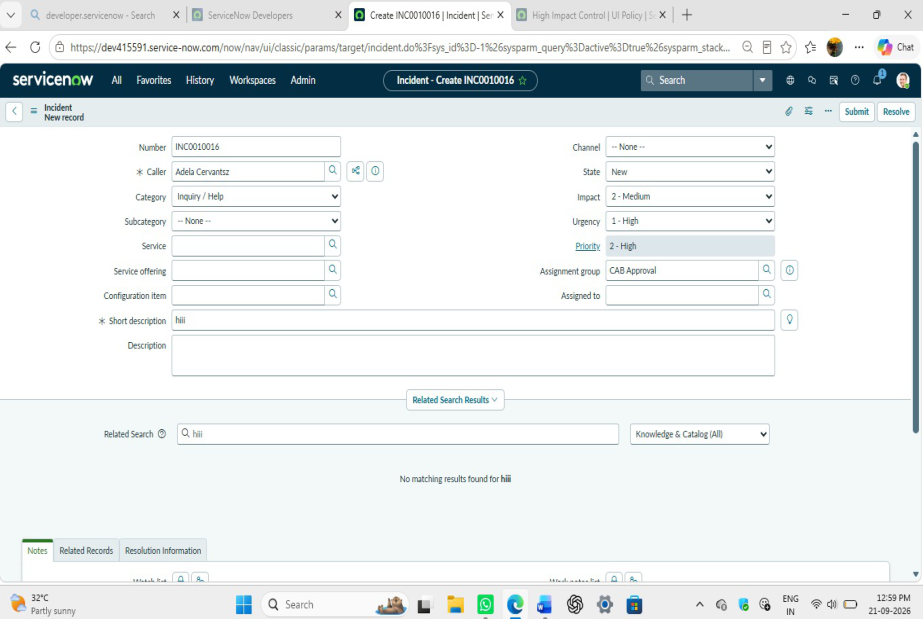 developer.servicenow - Search
ServiceNow Developers
Create INC0010016 | Incident | Ser
High Impact Control | UI Policy | S
https://dev415591.service-now.com/now/nav/ui/classic/params/target/incident.do%3Fsys_id%3D-1%26sysparm_query%3Dactive%3Dtrue%26sysparm_stack...
Chat
servicenow All Favorites History Workspaces Admin
Incident - Create INC0010016
Search
1
Incident
New record
Submit Resolve
Number INC0010016
Channel -- None --
Caller Adela Cervantsz
State New
Category Inquiry / Help
Impact 2 - Medium
Subcategory -- None --
Urgency 1 - High
Service
Priority 2 - High
Service offering
Assignment group CAB Approval
Configuration item
Assigned to
Short description hiii
Description
Related Search Results
Related Search hiii Knowledge & Catalog (All)
No matching results found for hiii
Notes Related Records Resolution Information
Watch list Work notes list
32°C
Partly sunny
Search
ENG
IN
12:59 PM
21-09-2026